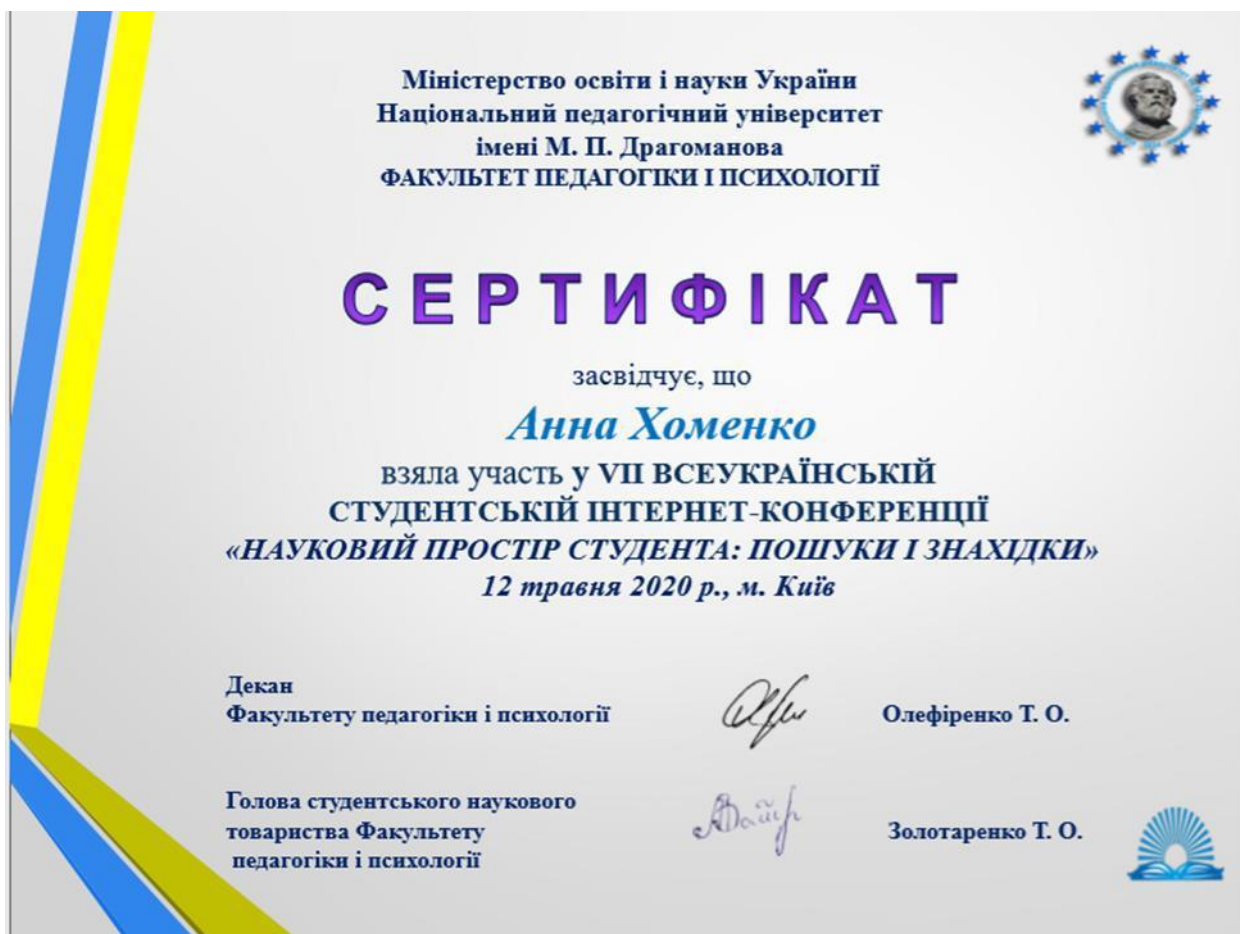 Міністерство освіти і науки України
Національний педагогічний університет
імені М. П. Драгоманова
ФАКУЛЬТЕТ ПЕДАГОГІКИ І ПСИХОЛОГІЇ
СЕРТИФІКАТ
засвідчує, що
Анна Хоменко
взяла участь у VII ВСЕУКРАЇНСЬКІЙ
СТУДЕНТСЬКІЙ ІНТЕРНЕТ-КОНФЕРЕНЦІЇ
«НАУКОВИЙ ПРОСТІР СТУДЕНТА: ПОШУКИ І ЗНАХІДКИ»
12 травня 2020 р., м. Київ
Декан
Факультету педагогіки і психології
Олефіренко Т. О.
Голова студентського наукового
товариства Факультету
педагогіки і психології
Золотаренко Т. О.